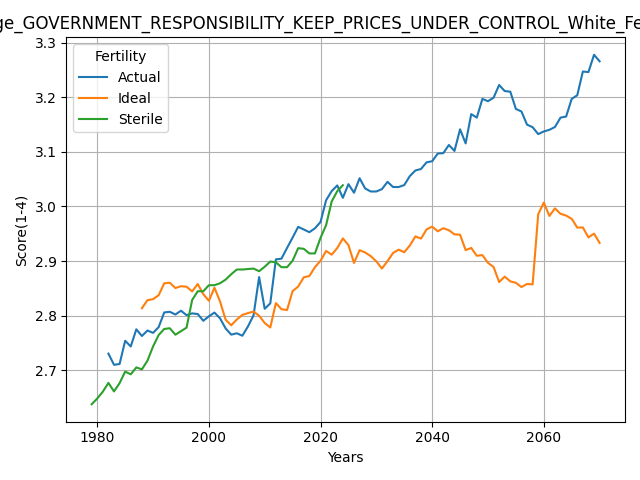 ge_GOVERNMENT_RESPONSIBILITY_KEEP_PRICES_UNDER_CONTROL_White_Fe
Fertility
Actual
Ideal
Sterile
3.3
3.2
3.1
3.0
2.9
2.8
2.7
Score(1-4)
1980 2000 2020 2040 2060
Years